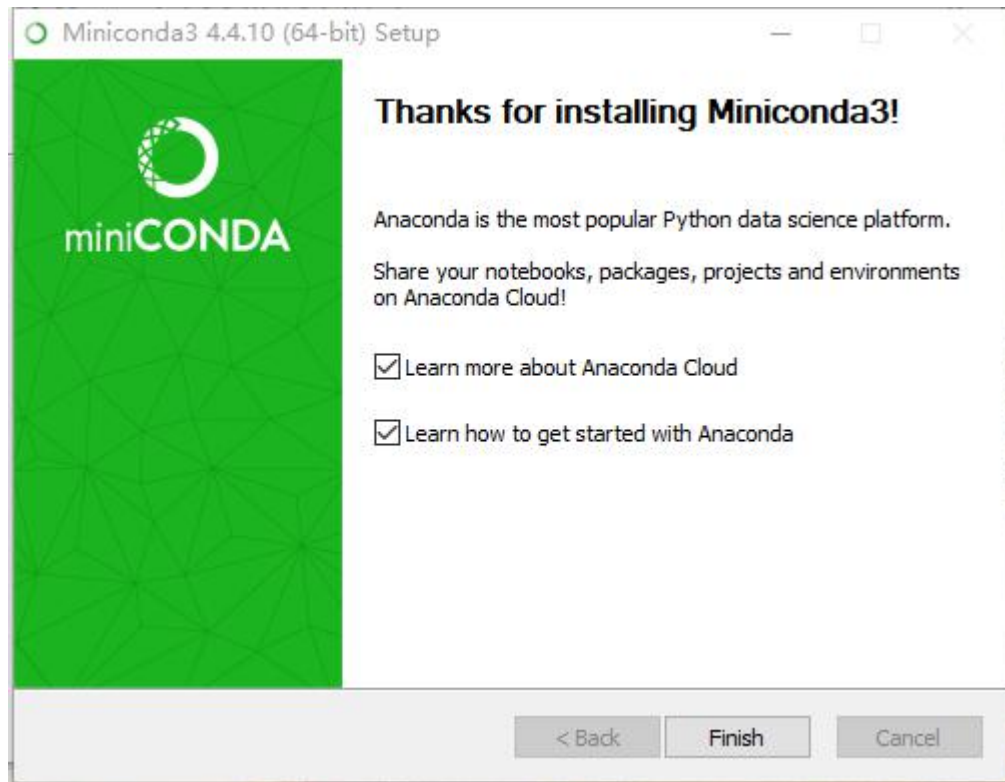 Miniconda3 4.4.10 (64-bit) Setup
miniCONDA
Thanks for installing Miniconda3!
Anaconda is the most popular Python data science platform.
Share your notebooks, packages, projects and environments
on Anaconda Cloud!
Learn more about Anaconda Cloud
Learn how to get started with Anaconda
< Back
Finish
Cancel